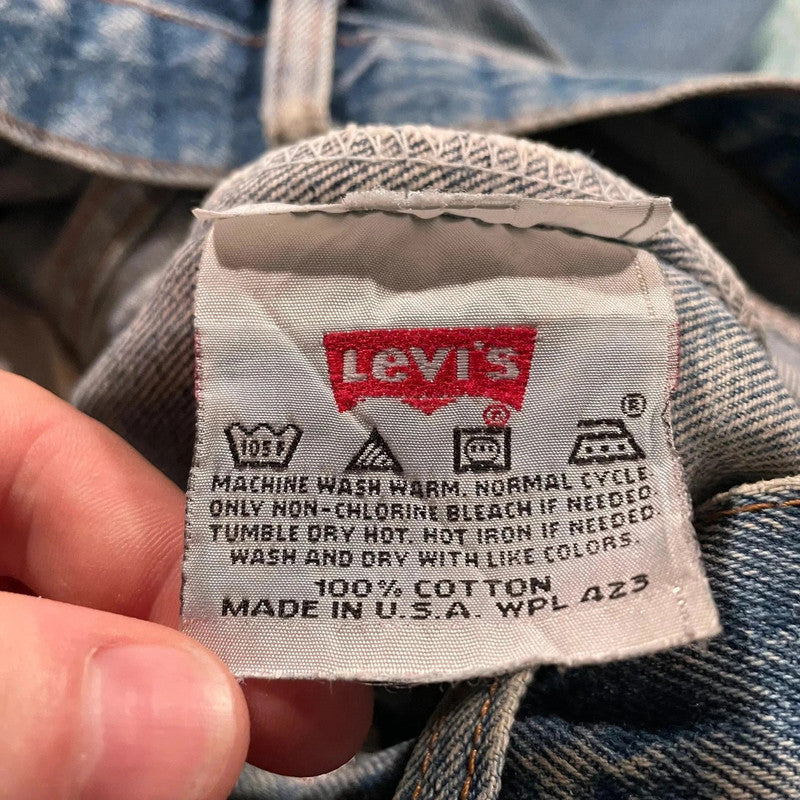 LEVI'S
®
105F
®
MACHINE WASH WARM. NORMAL CYCLE
ONLY NON-CHLORINE BLEACH IF NEEDED.
TUMBLE DRY HOT. HOT IRON IF NEEDED.
WASH AND DRY WITH LIKE COLORS.
100% COTTON
MADE IN U.S.A. WPL 423